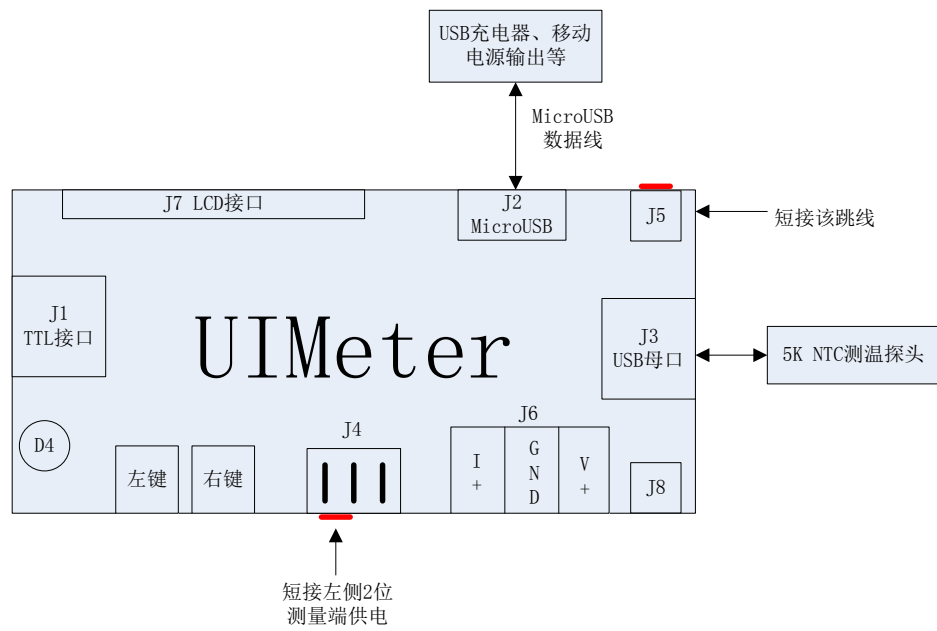 USB充电器、移动
电源输出等
MicroUSB
数据线
J7 LCD接口
J2
MicroUSB
J5
短接该跳线
J1
TTL接口
UIMeter
J3
USB母口
5K NTC测温探头
D4
左键
右键
J4
J6
I
+
G
N
D
V
+
J8
短接左侧2位
测量端供电